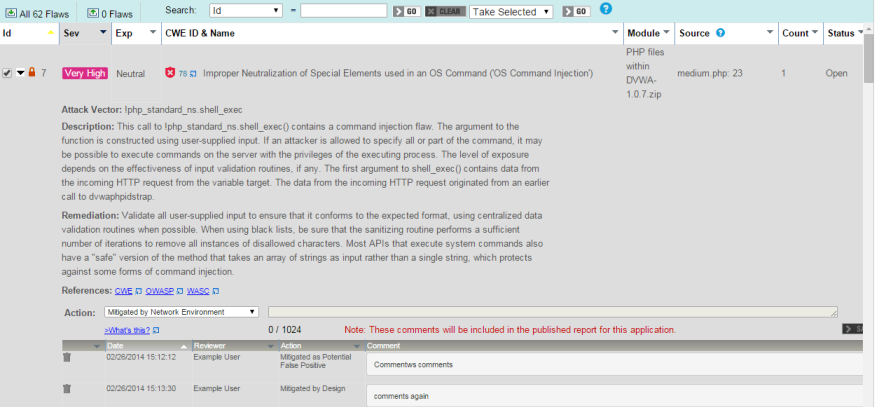 All 62 Flaws 0 Flaws Search: Id = GO CLEAR Take Selected GO ?
Id Sev Exp CWE ID & Name Module Source ? Count Status
7 Very High Neutral 78 Improper Neutralization of Special Elements used in an OS Command ('OS Command Injection') PHP files within DVWA-1.0.7.zip medium.php: 23 1 Open
Attack Vector: !php_standard_ns.shell_exec
Description: This call to !php_standard_ns.shell_exec() contains a command injection flaw. The argument to the
function is constructed using user-supplied input. If an attacker is allowed to specify all or part of the command, it may
be possible to execute commands on the server with the privileges of the executing process. The level of exposure
depends on the effectiveness of input validation routines, if any. The first argument to shell_exec() contains data from
the incoming HTTP request from the variable target. The data from the incoming HTTP request originated from an earlier
call to dvwaphpidstrap.
Remediation: Validate all user-supplied input to ensure that it conforms to the expected format, using centralized data
validation routines when possible. When using black lists, be sure that the sanitizing routine performs a sufficient
number of iterations to remove all instances of disallowed characters. Most APIs that execute system commands also
have a "safe" version of the method that takes an array of strings as input rather than a single string, which protects
against some forms of command injection.
References: CWE OWASP WASC
Action: Mitigated by Network Environment
>What's this? 0 / 1024 Note: These comments will be included in the published report for this application.
Date Reviewer Action Comment
02/26/2014 15:12:12 Example User Mitigated as Potential False Positive Commentws comments
02/26/2014 15:13:30 Example User Mitigated by Design comments again